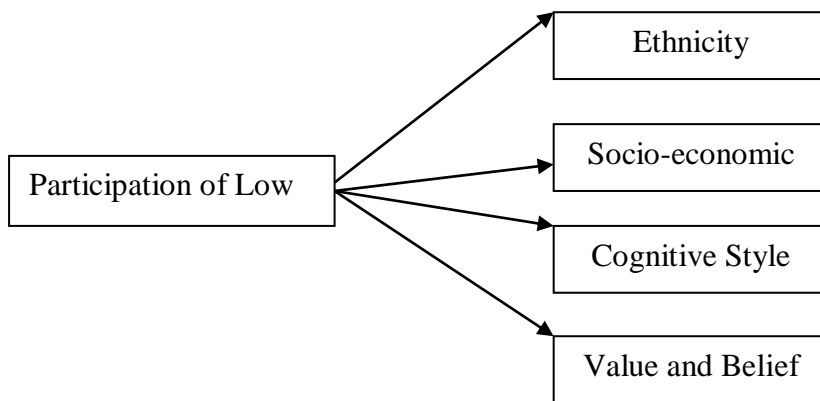 Ethnicity
Socio-economic
Participation of Low
Cognitive Style
Value and Belief